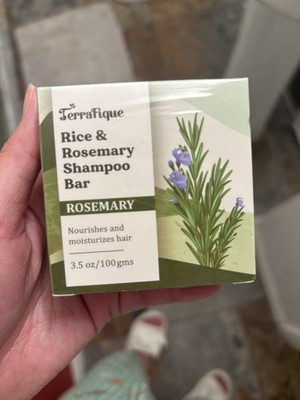 TerraFique
Rice &
Rosemary
Shampoo
Bar
ROSEMARY
Nourishes and
moisturizes hair
3.5 oz/100gms